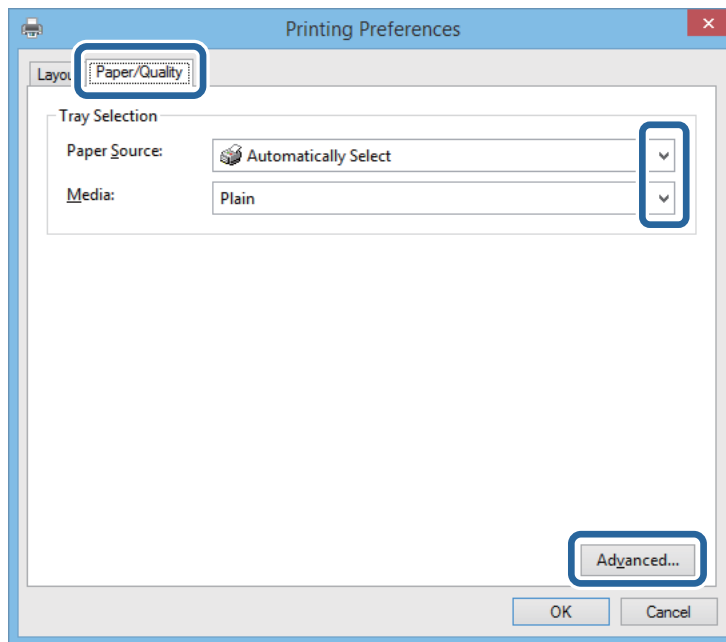 Printing Preferences
Layou Paper/Quality
Tray Selection
Paper Source: Automatically Select
Media: Plain
Advanced...
OK Cancel